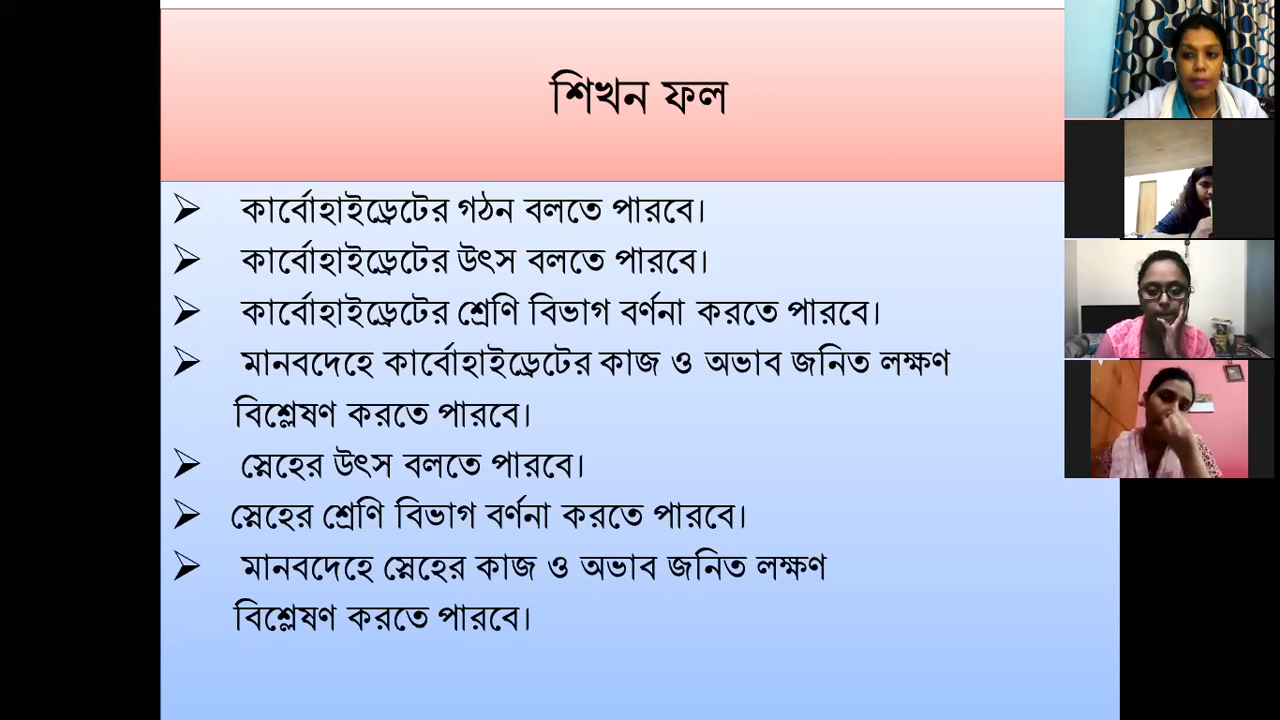 শিখন ফল
➢ কার্বোহাইড্রেটের গঠন বলতে পারবে।
➢ কার্বোহাইড্রেটের উৎস বলতে পারবে।
➢ কার্বোহাইড্রেটের শ্রেণি বিভাগ বর্ণনা করতে পারবে।
➢ মানবদেহে কার্বোহাইড্রেটের কাজ ও অভাব জনিত লক্ষণ
বিশ্লেষণ করতে পারবে।
➢ স্নেহের উৎস বলতে পারবে।
➢ স্নেহের শ্রেণি বিভাগ বর্ণনা করতে পারবে।
➢ মানবদেহে স্নেহের কাজ ও অভাব জনিত লক্ষণ
বিশ্লেষণ করতে পারবে।